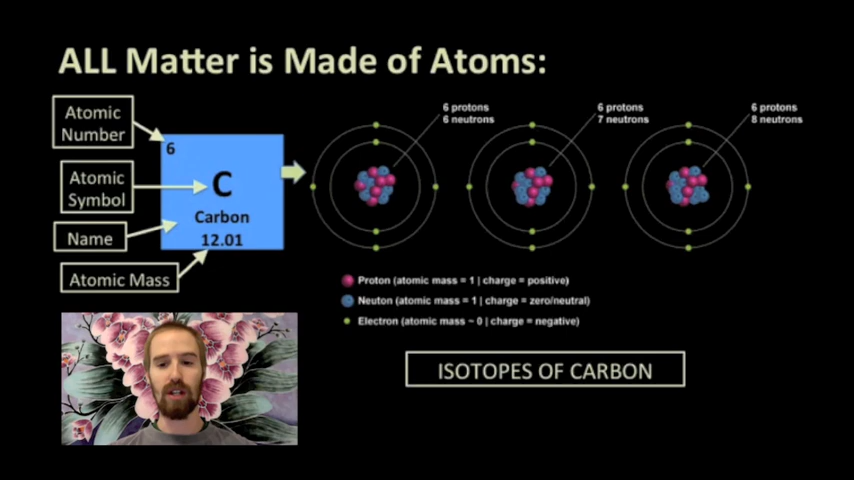 ALL Matter is Made of Atoms:
Atomic
Number
6
Atomic
Symbol
C
Name
Carbon
12.01
Atomic Mass
6 protons
6 neutrons
6 protons
7 neutrons
6 protons
8 neutrons
Proton (atomic mass = 1 | charge = positive)
Neuton (atomic mass = 1 | charge = zero/neutral)
Electron (atomic mass ~ 0 | charge = negative)
ISOTOPES OF CARBON